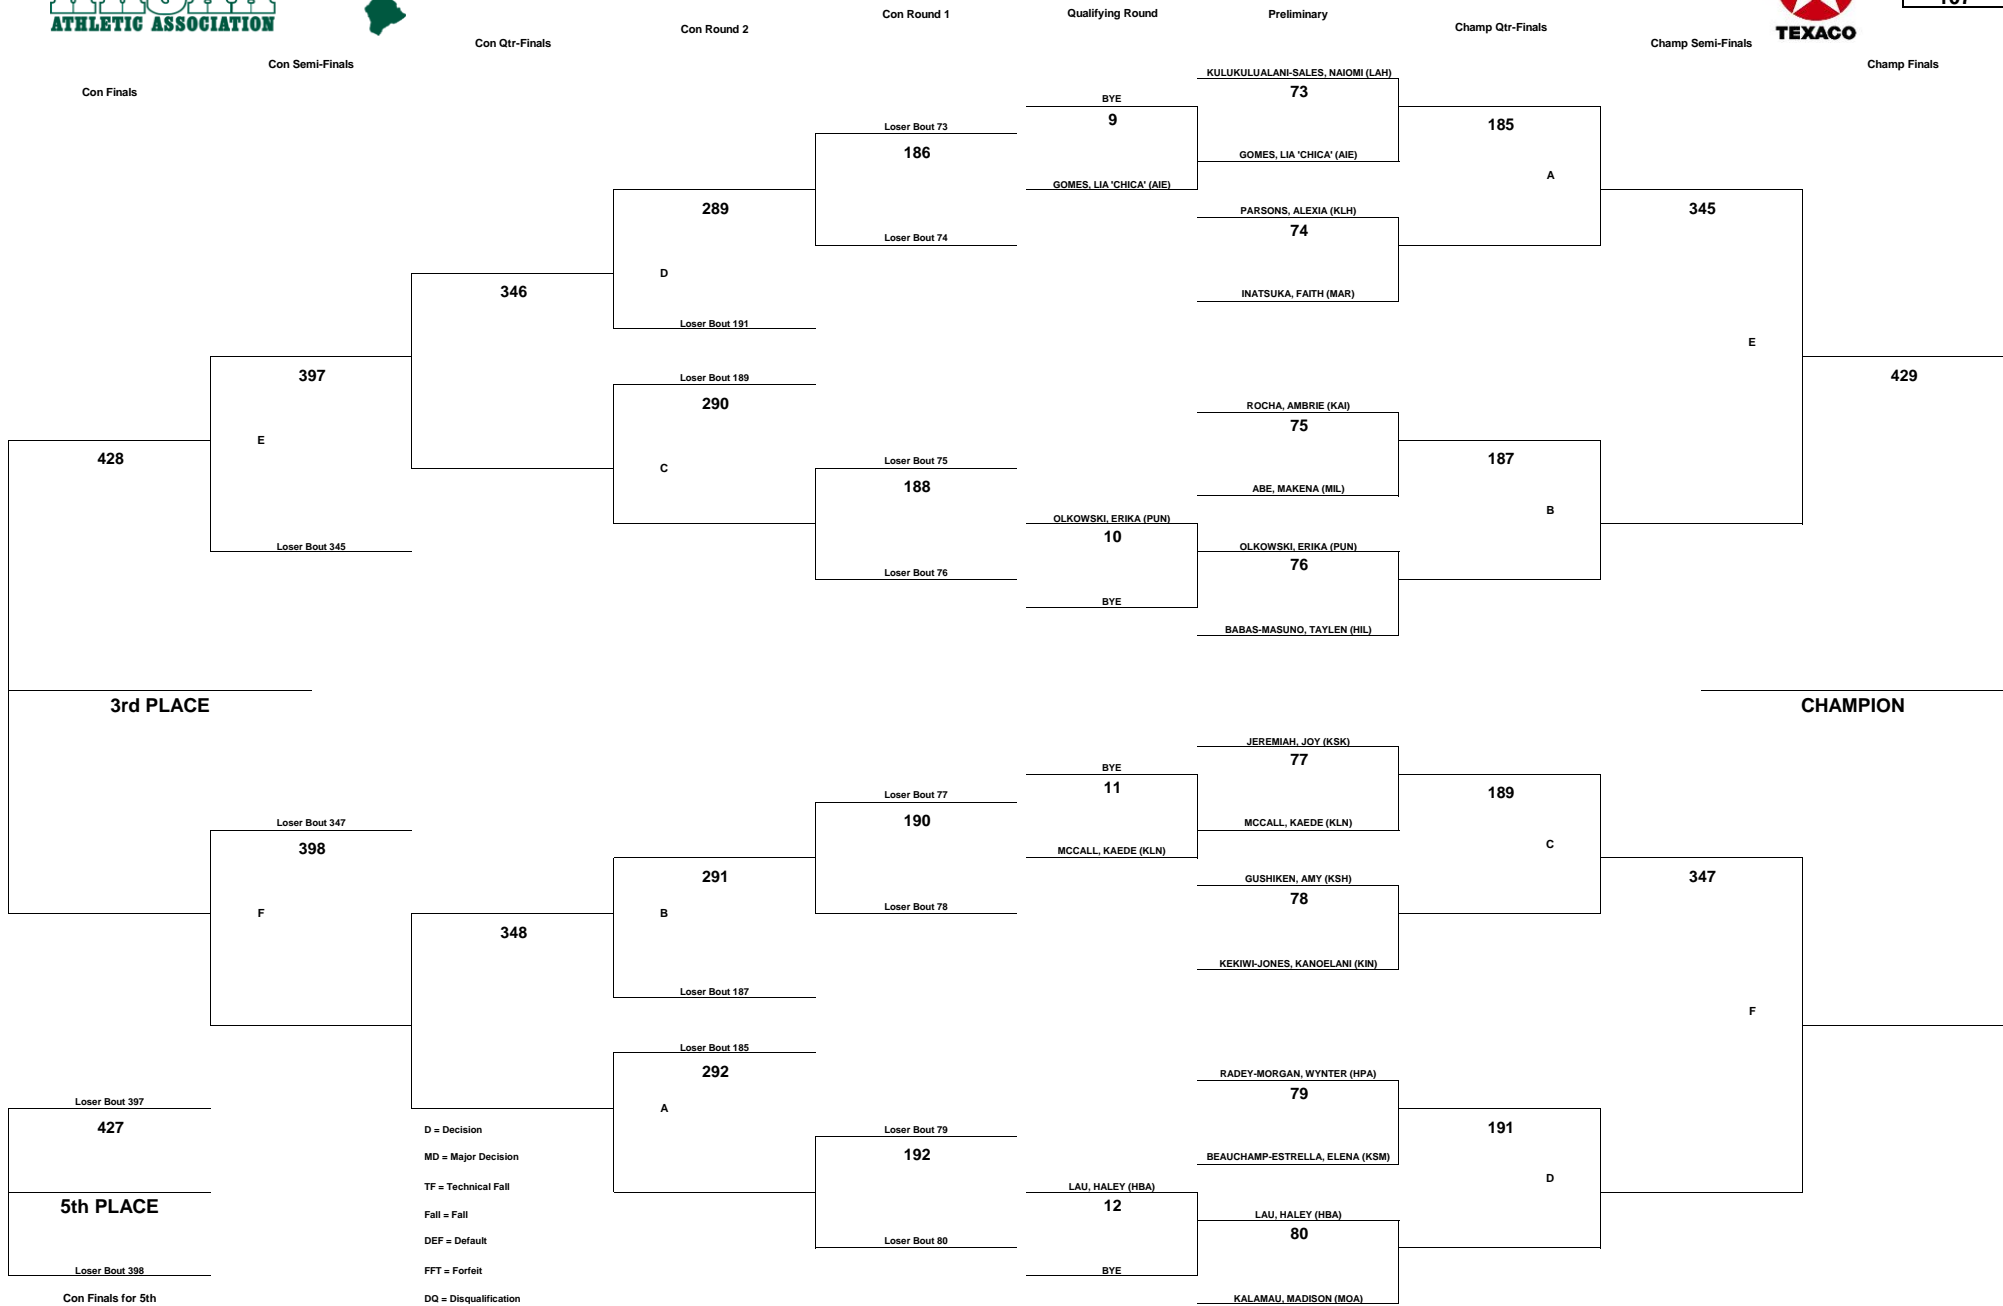 ATHLETIC ASSOCIATION
TEXACO
Con Finals
Con Semi-Finals
Con Qtr-Finals
Con Round 2
Con Round 1
Qualifying Round
Preliminary
Champ Qtr-Finals
Champ Semi-Finals
Champ Finals
KULUKULUALANI-SALES, NAIOMI (LAH)
73
BYE
9
185
Loser Bout 73
186
GOMES, LIA 'CHICA' (AIE)
A
GOMES, LIA 'CHICA' (AIE)
289
PARSONS, ALEXIA (KLH)
345
74
Loser Bout 74
D
346
INATSUKA, FAITH (MAR)
Loser Bout 191
E
397
Loser Bout 189
429
290
ROCHA, AMBRIE (KAI)
75
E
428
187
Loser Bout 75
C
188
ABE, MAKENA (MIL)
B
OLKOWSKI, ERIKA (PUN)
10
Loser Bout 345
OLKOWSKI, ERIKA (PUN)
76
Loser Bout 76
BYE
BABAS-MASUNO, TAYLEN (HIL)
3rd PLACE
CHAMPION
JEREMIAH, JOY (KSK)
77
BYE
11
189
Loser Bout 77
190
Loser Bout 347
MCCALL, KAEDE (KLN)
398
C
MCCALL, KAEDE (KLN)
291
GUSHIKEN, AMY (KSH)
347
78
Loser Bout 78
F
B
348
KEKIWI-JONES, KANOELANI (KIN)
Loser Bout 187
F
Loser Bout 185
292
RADEY-MORGAN, WYNTER (HPA)
79
Loser Bout 397
A
427
D = Decision
Loser Bout 79
191
192
MD = Major Decision
BEAUCHAMP-ESTRELLA, ELENA (KSM)
D
TF = Technical Fall
LAU, HALEY (HBA)
5th PLACE
12
Fall = Fall
LAU, HALEY (HBA)
80
DEF = Default
Loser Bout 80
Loser Bout 398
FFT = Forfeit
BYE
Con Finals for 5th
DQ = Disqualification
KALAMAU, MADISON (MOA)